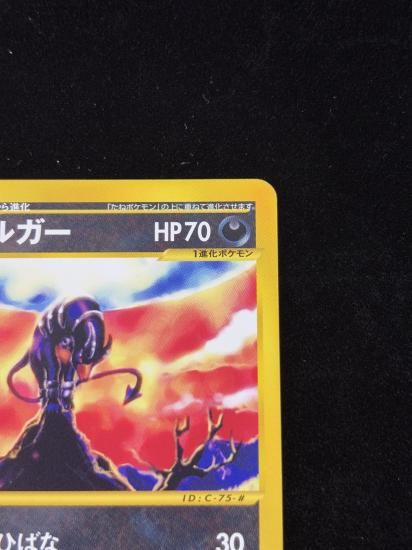 ら進化 「たねポケモン」の上に重ねて進化させます。
ルガー HP70
1進化ポケモン
ID:C-75-#
ひばな 30